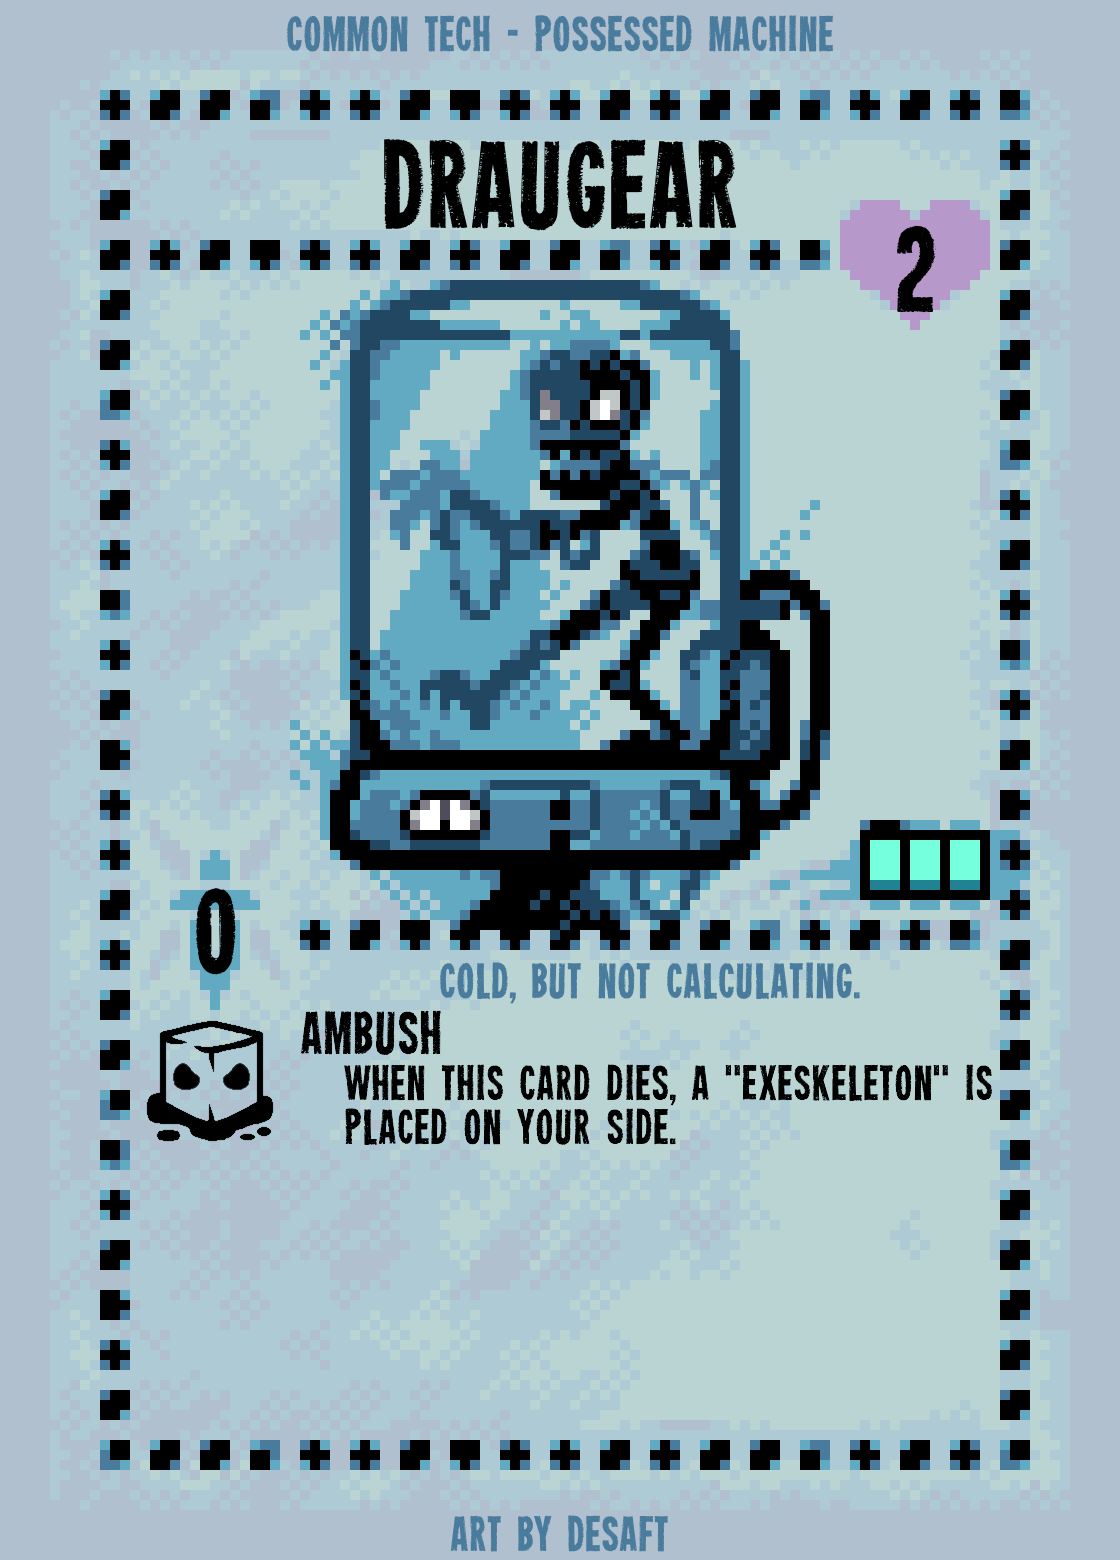 COMMON TECH - POSSESSED MACHINE
DRAUGEAR
2
0
COLD, BUT NOT CALCULATING.
AMBUSH
WHEN THIS CARD DIES, A "EXESKELETON" IS
PLACED ON YOUR SIDE.
ART BY DESAFT